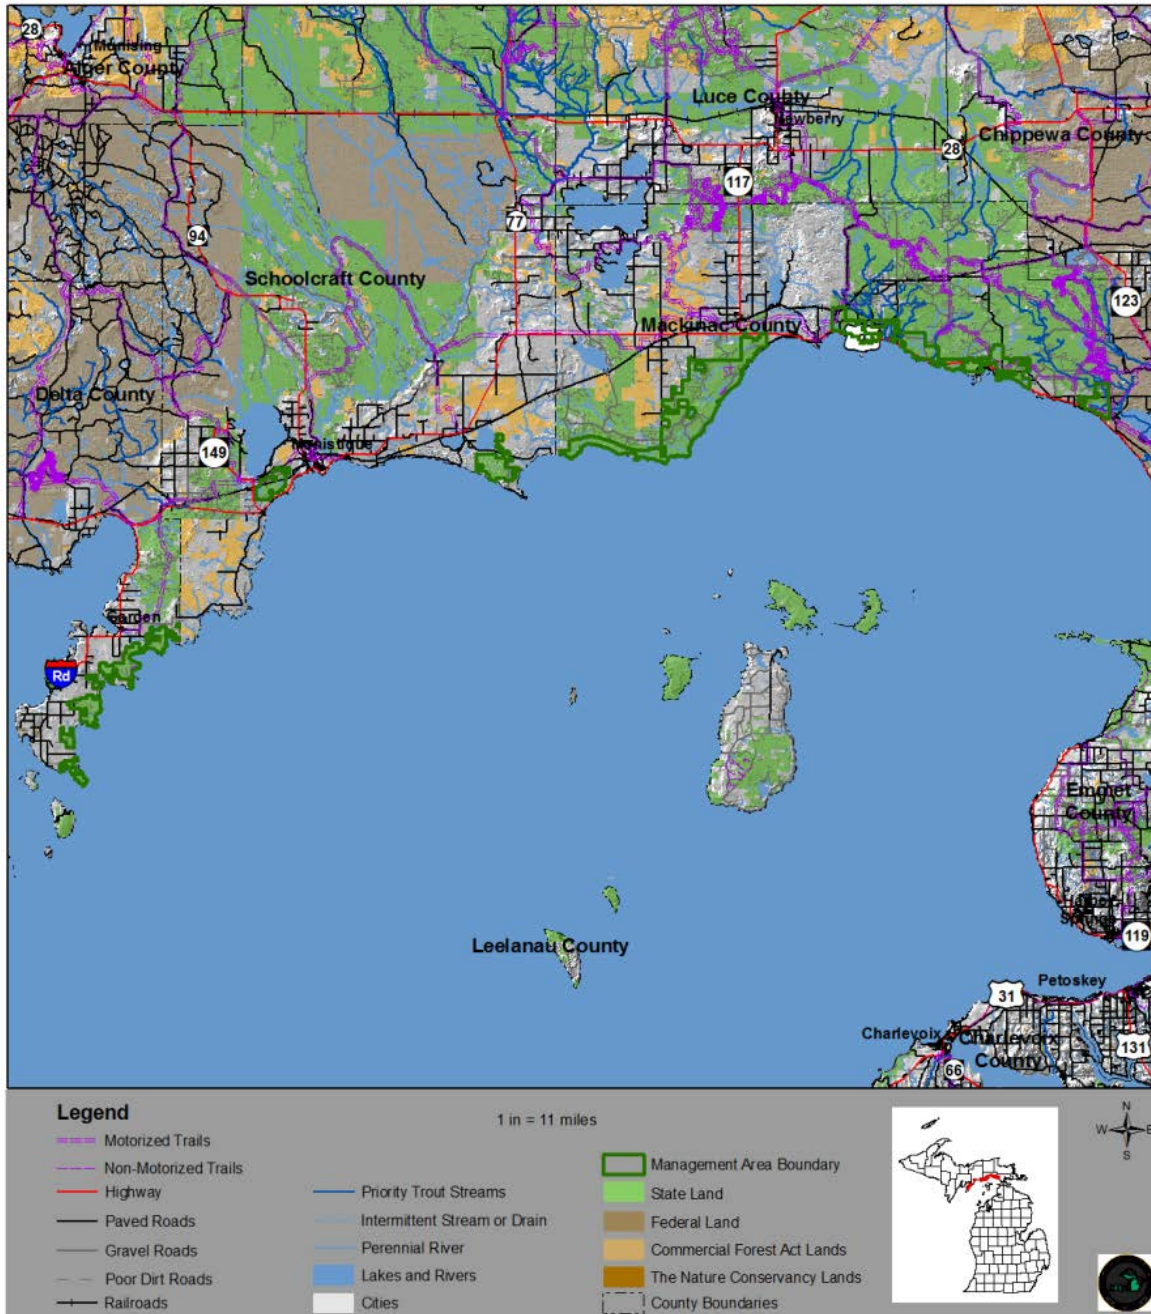 28
Munising
Alger County
Luce County
Newberry
Chippewa County
28
117
77
94
Schoolcraft County
123
Mackinac County
Delta County
149
Manistique
Garden
Rd
Emmet
County
Harbor
Springs
119
Leelanau County
Petoskey
31
Charlevoix
Charlevoix
County
131
66
Legend
1 in = 11 miles
Motorized Trails
Non-Motorized Trails
Highway
Paved Roads
Gravel Roads
Poor Dirt Roads
Railroads
Priority Trout Streams
Intermittent Stream or Drain
Perennial River
Lakes and Rivers
Cities
Management Area Boundary
State Land
Federal Land
Commercial Forest Act Lands
The Nature Conservancy Lands
County Boundaries
N
W E
S